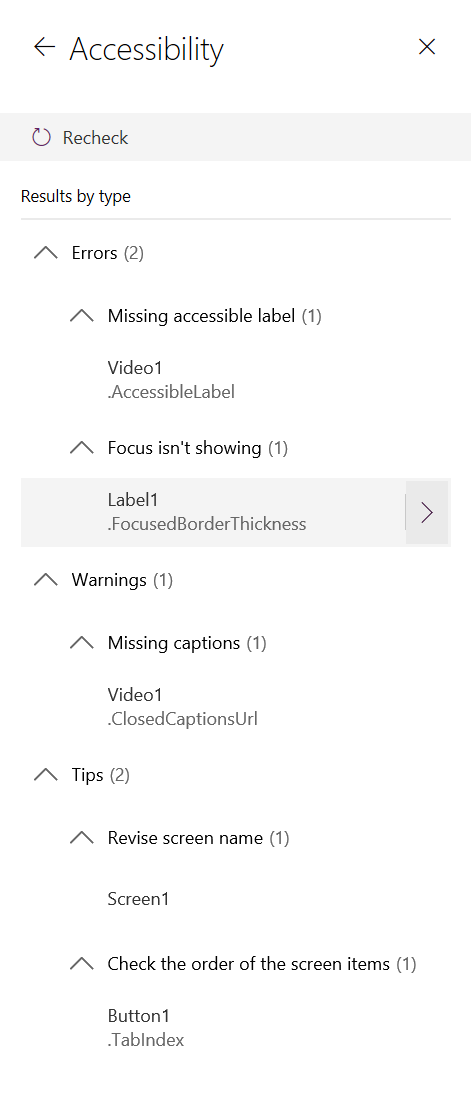 Accessibility
Recheck
Results by type
Errors (2)
Missing accessible label (1)
Video1
.AccessibleLabel
Focus isn't showing (1)
Label1
.FocusedBorderThickness
Warnings (1)
Missing captions (1)
Video1
.ClosedCaptionsUrl
Tips (2)
Revise screen name (1)
Screen1
Check the order of the screen items (1)
Button1
.TabIndex